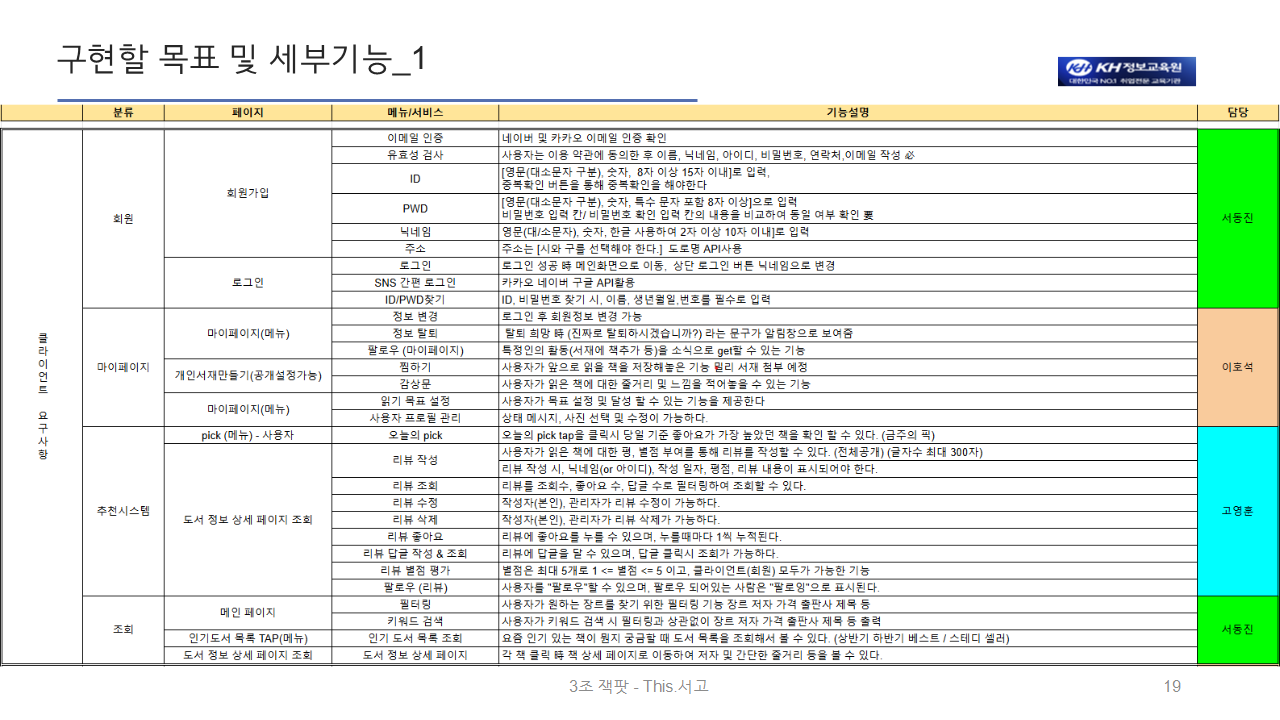 구현할 목표 및 세부기능_1
KH 정보교육원
대한민국 NO.1 취업전문 교육기관
분류 페이지 메뉴/서비스 기능설명 담당
클라이언트 요구사항
회원
회원가입
이메일 인증 네이버 및 카카오 이메일 인증 확인
유효성 검사 사용자는 이용 약관에 동의한 후 이름, 닉네임, 아이디, 비밀번호, 연락처,이메일 작성 必
ID [영문(대소문자 구분), 숫자, 8자 이상 15자 이내]로 입력,
중복확인 버튼을 통해 중복확인을 해야한다
PWD [영문(대소문자 구분), 숫자, 특수 문자 포함 8자 이상]으로 입력
비밀번호 입력 칸/ 비밀번호 확인 입력 칸의 내용을 비교하여 동일 여부 확인 要
닉네임 영문(대/소문자), 숫자, 한글 사용하여 2자 이상 10자 이내]로 입력
주소 주소는 [시와 구를 선택해야 한다.] 도로명 API사용
서동진
로그인
로그인 로그인 성공 時 메인화면으로 이동, 상단 로그인 버튼 닉네임으로 변경
SNS 간편 로그인 카카오 네이버 구글 API활용
ID/PWD찾기 ID, 비밀번호 찾기 시, 이름, 생년월일,번호를 필수로 입력
마이페이지
마이페이지(메뉴)
정보 변경 로그인 후 회원정보 변경 가능
정보 탈퇴 탈퇴 희망 時 (진짜로 탈퇴하시겠습니까?) 라는 문구가 알림창으로 보여줌
팔로우 (마이페이지) 특정인의 활동(서재에 책추가 등)을 소식으로 get할 수 있는 기능
이호석
개인서재만들기(공개설정가능)
찜하기 사용자가 앞으로 읽을 책을 저장해놓은 기능 밀리 서재 첨부 예정
감상문 사용자가 읽은 책에 대한 줄거리 및 느낌을 적어놓을 수 있는 기능
마이페이지(메뉴)
읽기 목표 설정 사용자가 목표 설정 및 달성 할 수 있는 기능을 제공한다
사용자 프로필 관리 상태 메시지, 사진 선택 및 수정이 가능하다.
추천시스템
pick (메뉴) - 사용자 오늘의 pick 오늘의 pick tap을 클릭시 당일 기준 좋아요가 가장 높았던 책을 확인 할 수 있다. (금주의 픽)
도서 정보 상세 페이지 조회
리뷰 작성 사용자가 읽은 책에 대한 평, 별점 부여를 통해 리뷰를 작성할 수 있다. (전체공개) (글자수 최대 300자)
리뷰 작성 시, 닉네임(or 아이디), 작성 일자, 평점, 리뷰 내용이 표시되어야 한다.
리뷰 조회 리뷰를 조회수, 좋아요 수, 답글 수로 필터링하여 조회할 수 있다.
리뷰 수정 작성자(본인), 관리자가 리뷰 수정이 가능하다.
리뷰 삭제 작성자(본인), 관리자가 리뷰 삭제가 가능하다.
리뷰 좋아요 리뷰에 좋아요를 누를 수 있으며, 누를때마다 1씩 누적된다.
리뷰 답글 작성 & 조회 리뷰에 답글을 달 수 있으며, 답글 클릭시 조회가 가능하다.
리뷰 별점 평가 별점은 최대 5개로 1 <= 별점 <= 5 이고, 클라이언트(회원) 모두가 가능한 기능
팔로우 (리뷰) 사용자를 "팔로우"할 수 있으며, 팔로우 되어있는 사람은 "팔로잉"으로 표시된다.
고영훈
조회
메인 페이지
필터링 사용자가 원하는 장르를 찾기 위한 필터링 기능 장르 저자 가격 출판사 제목 등
키워드 검색 사용자가 키워드 검색 시 필터링과 상관없이 장르 저자 가격 출판사 제목 등 출력
인기도서 목록 TAP(메뉴) 인기 도서 목록 조회 요즘 인기 있는 책이 뭔지 궁금할 때 도서 목록을 조회해서 볼 수 있다. (상반기 하반기 베스트 / 스테디 셀러)
도서 정보 상세 페이지 조회 도서 정보 상세 페이지 각 책 클릭 時 책 상세 페이지로 이동하여 저자 및 간단한 줄거리 등을 볼 수 있다.
서동진
3조 잭팟 - This.서고
19